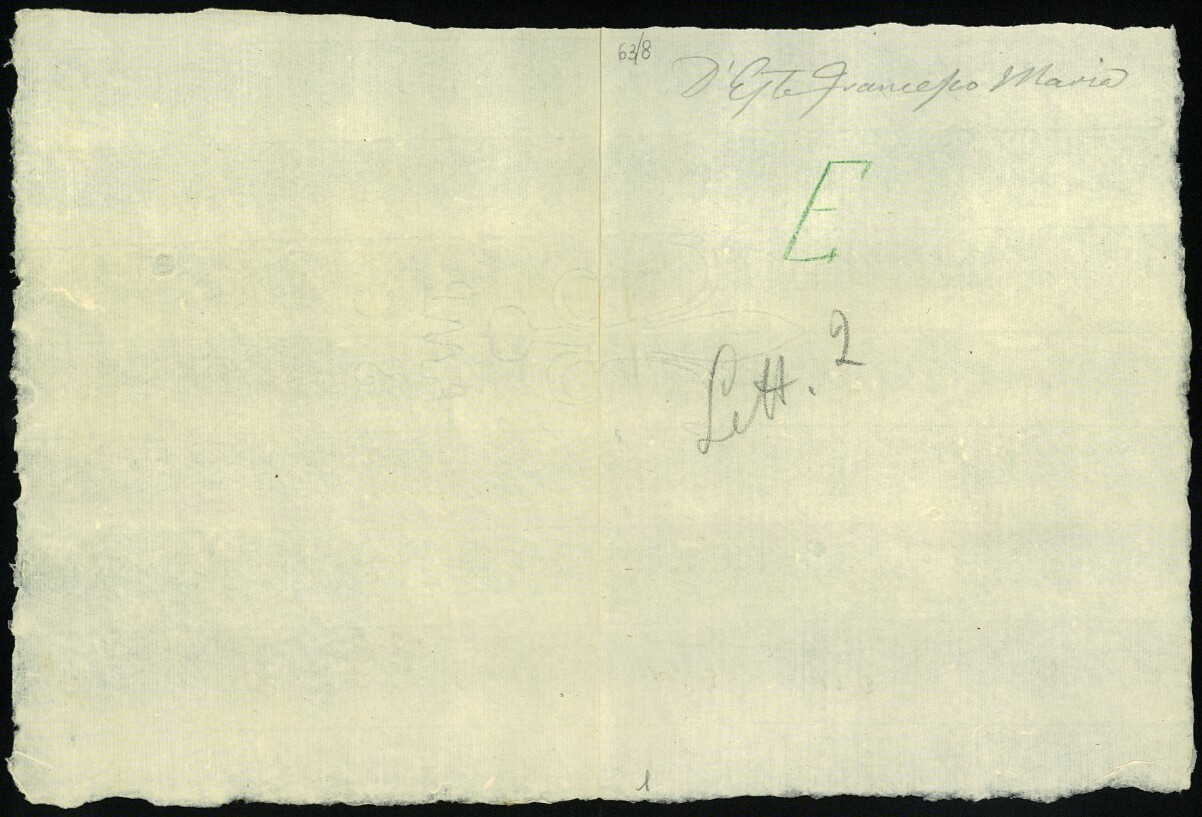 63/8
D'Este Francesco Maria
E
Lett. 2
1